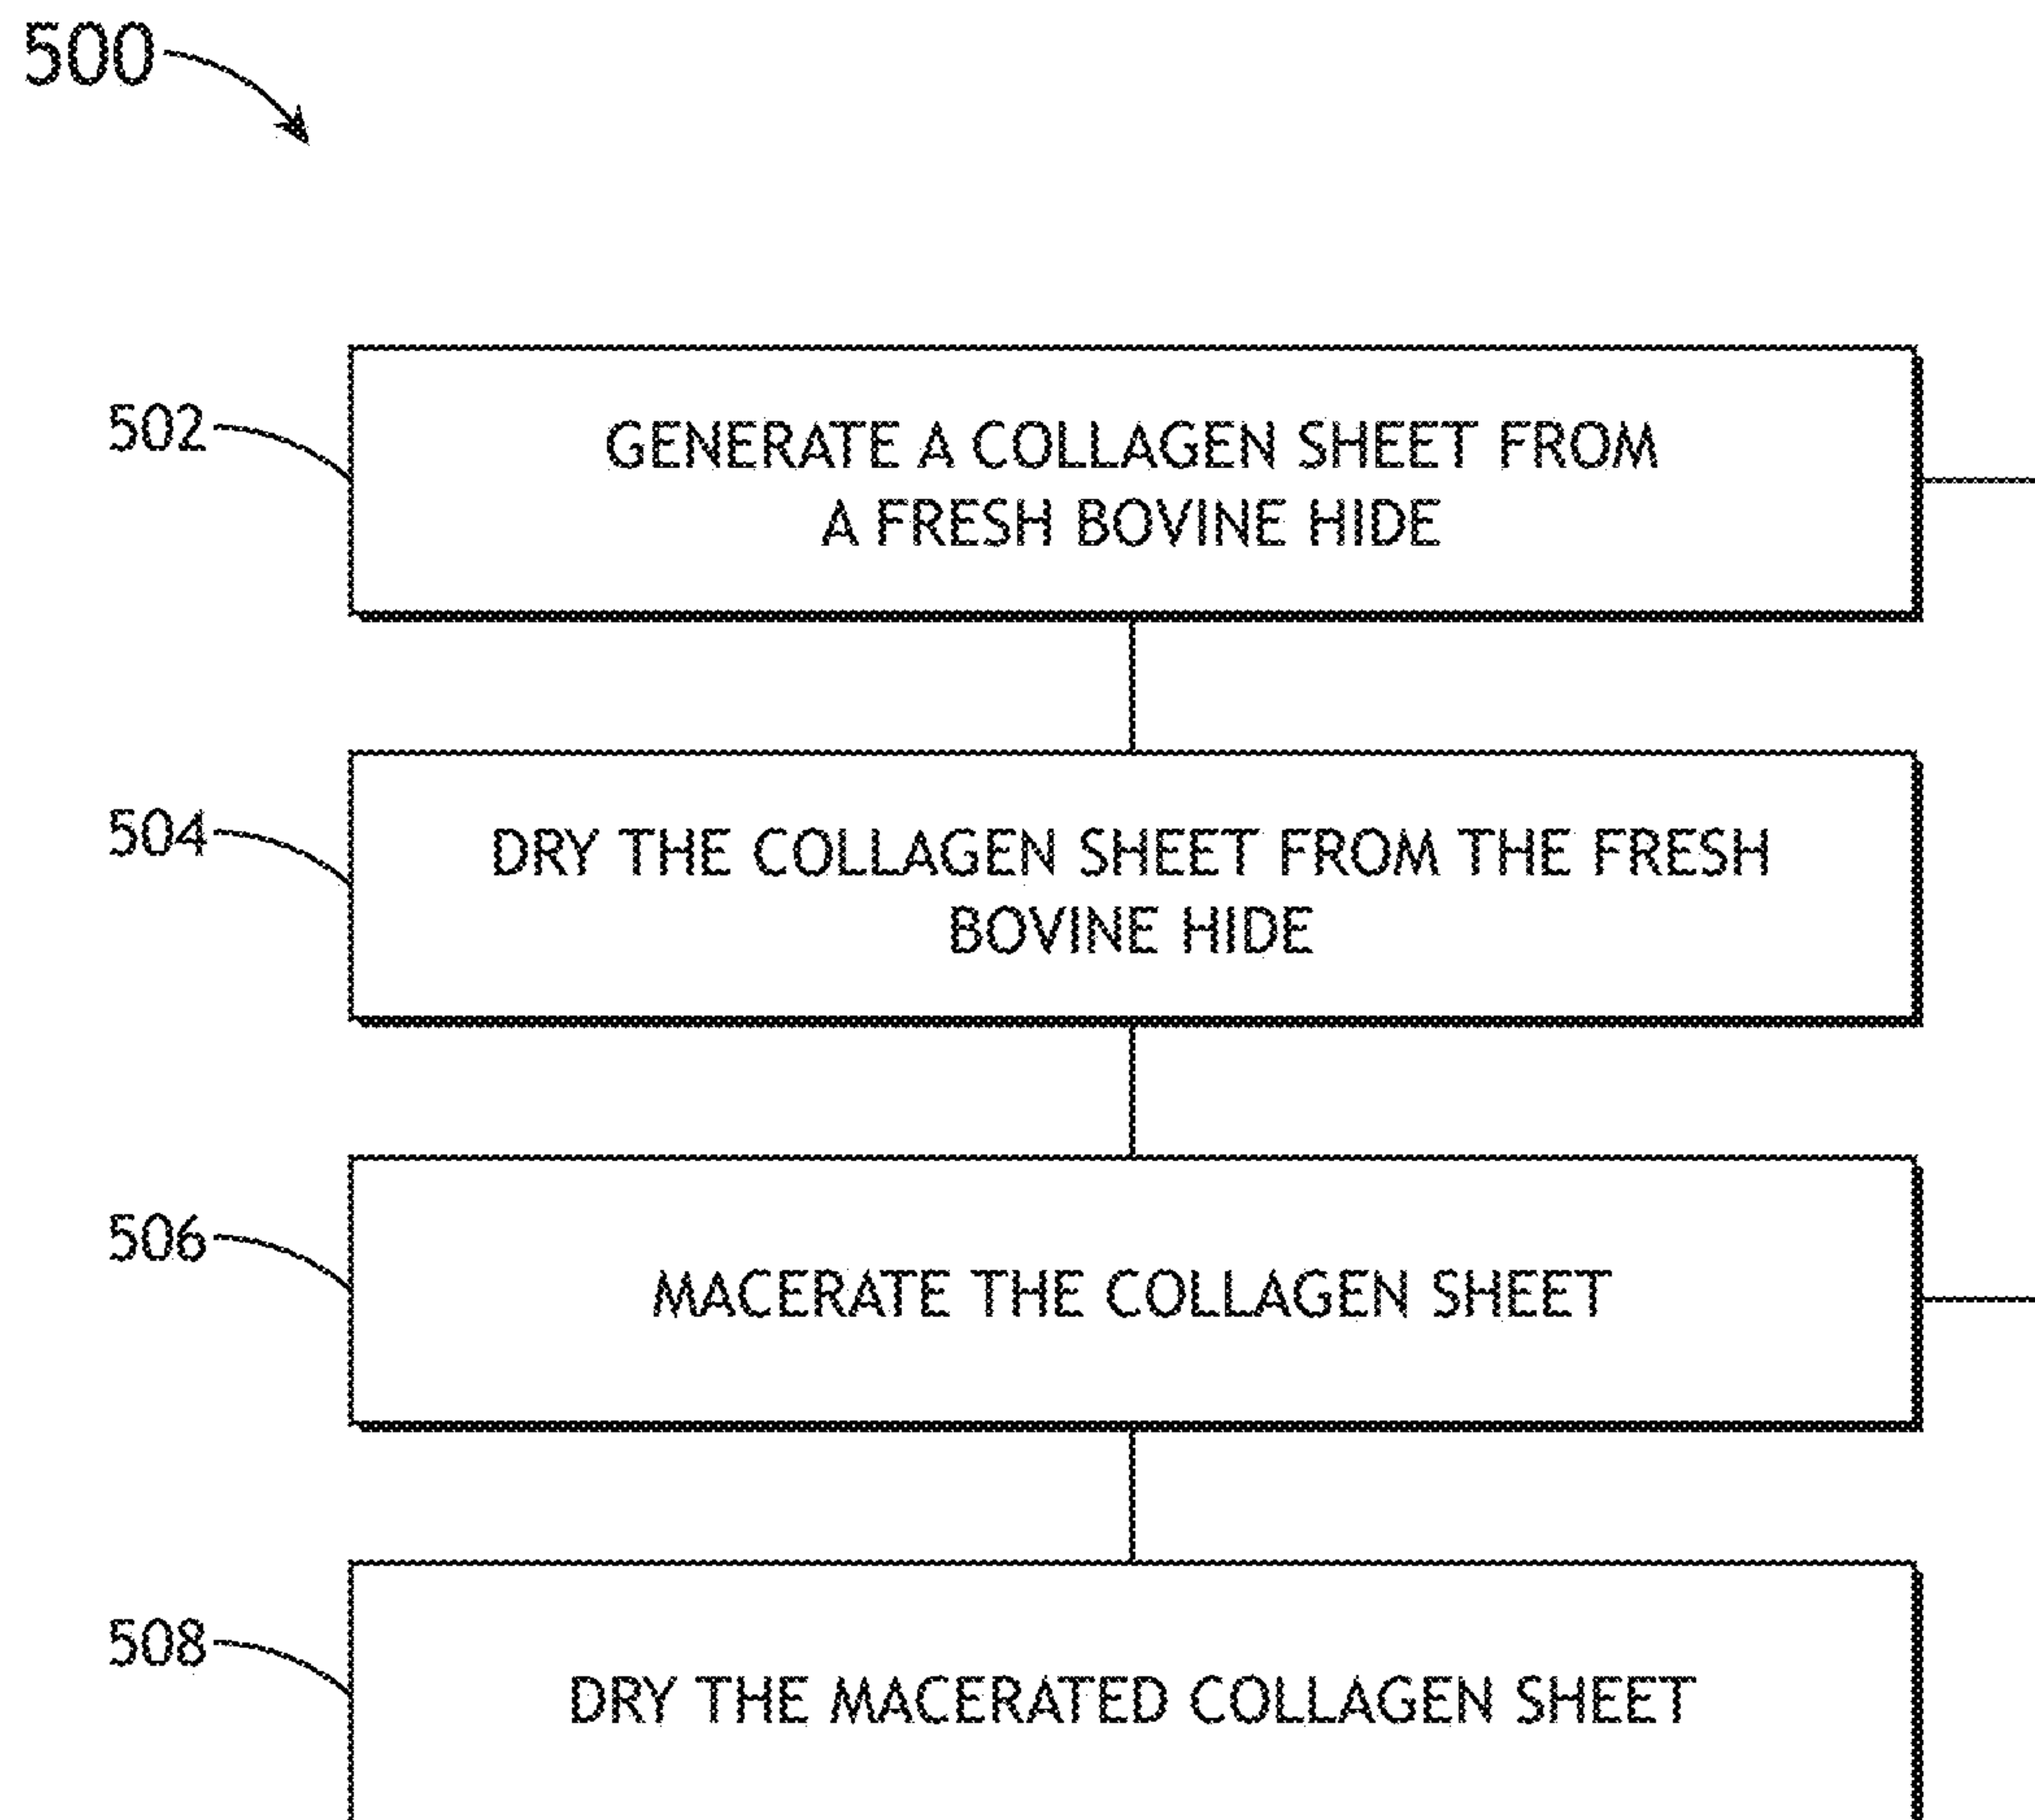 500
502
GENERATE A COLLAGEN SHEET FROM
A FRESH BOVINE HIDE
504
DRY THE COLLAGEN SHEET FROM THE FRESH
BOVINE HIDE
506
MACERATE THE COLLAGEN SHEET
508
DRY THE MACERATED COLLAGEN SHEET